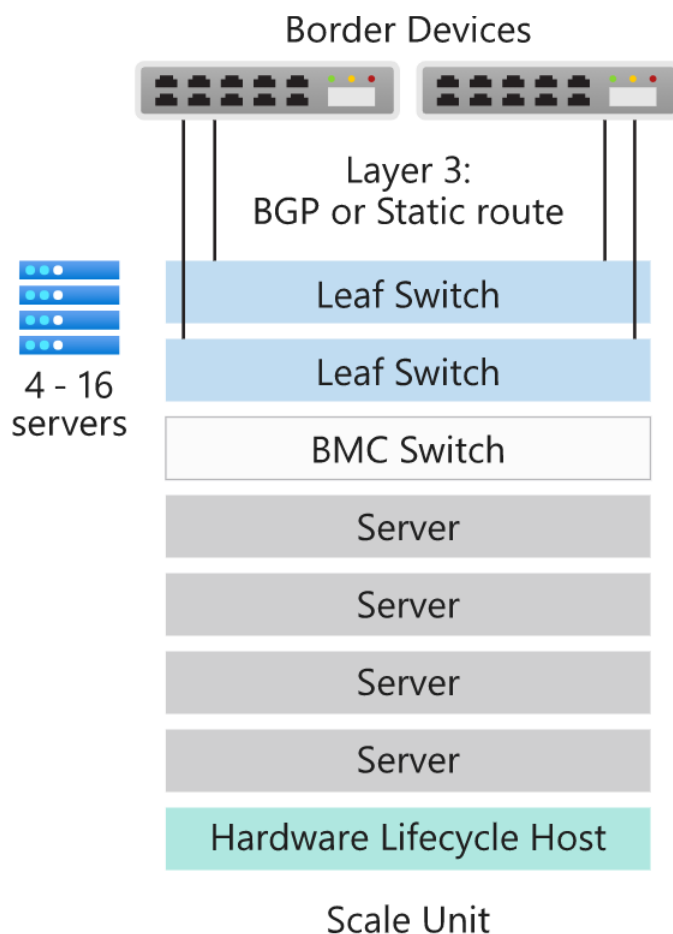 Border Devices
Layer 3:
BGP or Static route
Leaf Switch
4 - 16
servers
Leaf Switch
BMC Switch
Server
Server
Server
Server
Hardware Lifecycle Host
Scale Unit